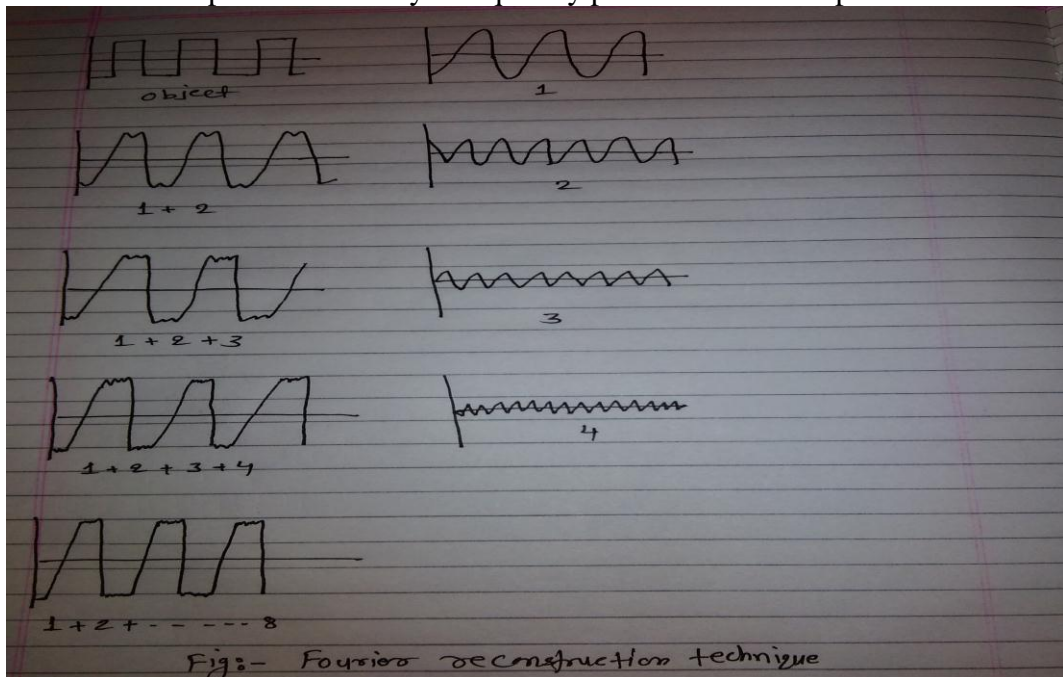 object
1
1 + 2
2
1 + 2 + 3
3
1 + 2 + 3 + 4
4
1 + 2 + - - - - - 8
Fig:- Fourier reconstruction technique